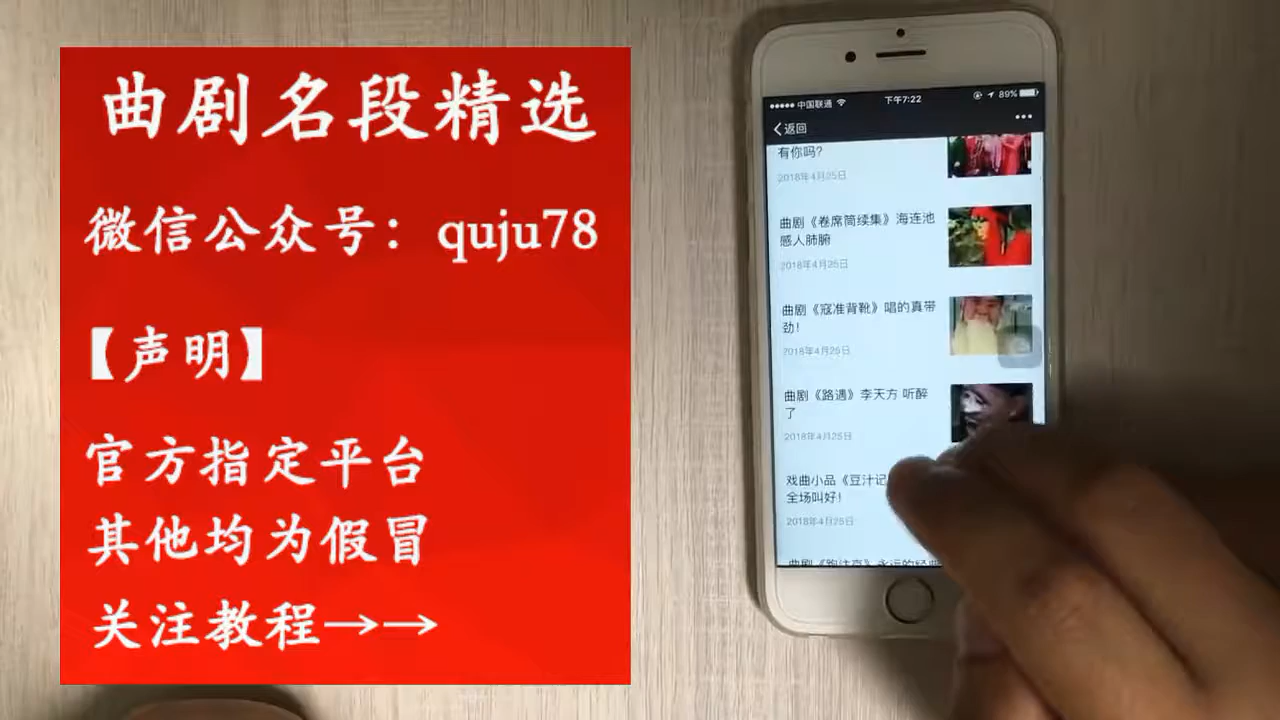 曲剧名段精选
微信公众号：quju78
【声明】
官方指定平台
其他均为假冒
关注教程→→
中国联通
下午7:22
89%
返回
有你吗?
2018年4月25日
曲剧《卷席筒续集》海连池
感人肺腑
2018年4月25日
曲剧《寇准背靴》唱的真带
劲！
2018年4月25日
曲剧《路遇》李天方 听醉
了
2018年4月25日
戏曲小品《豆汁记
全场叫好！
2018年4月25日